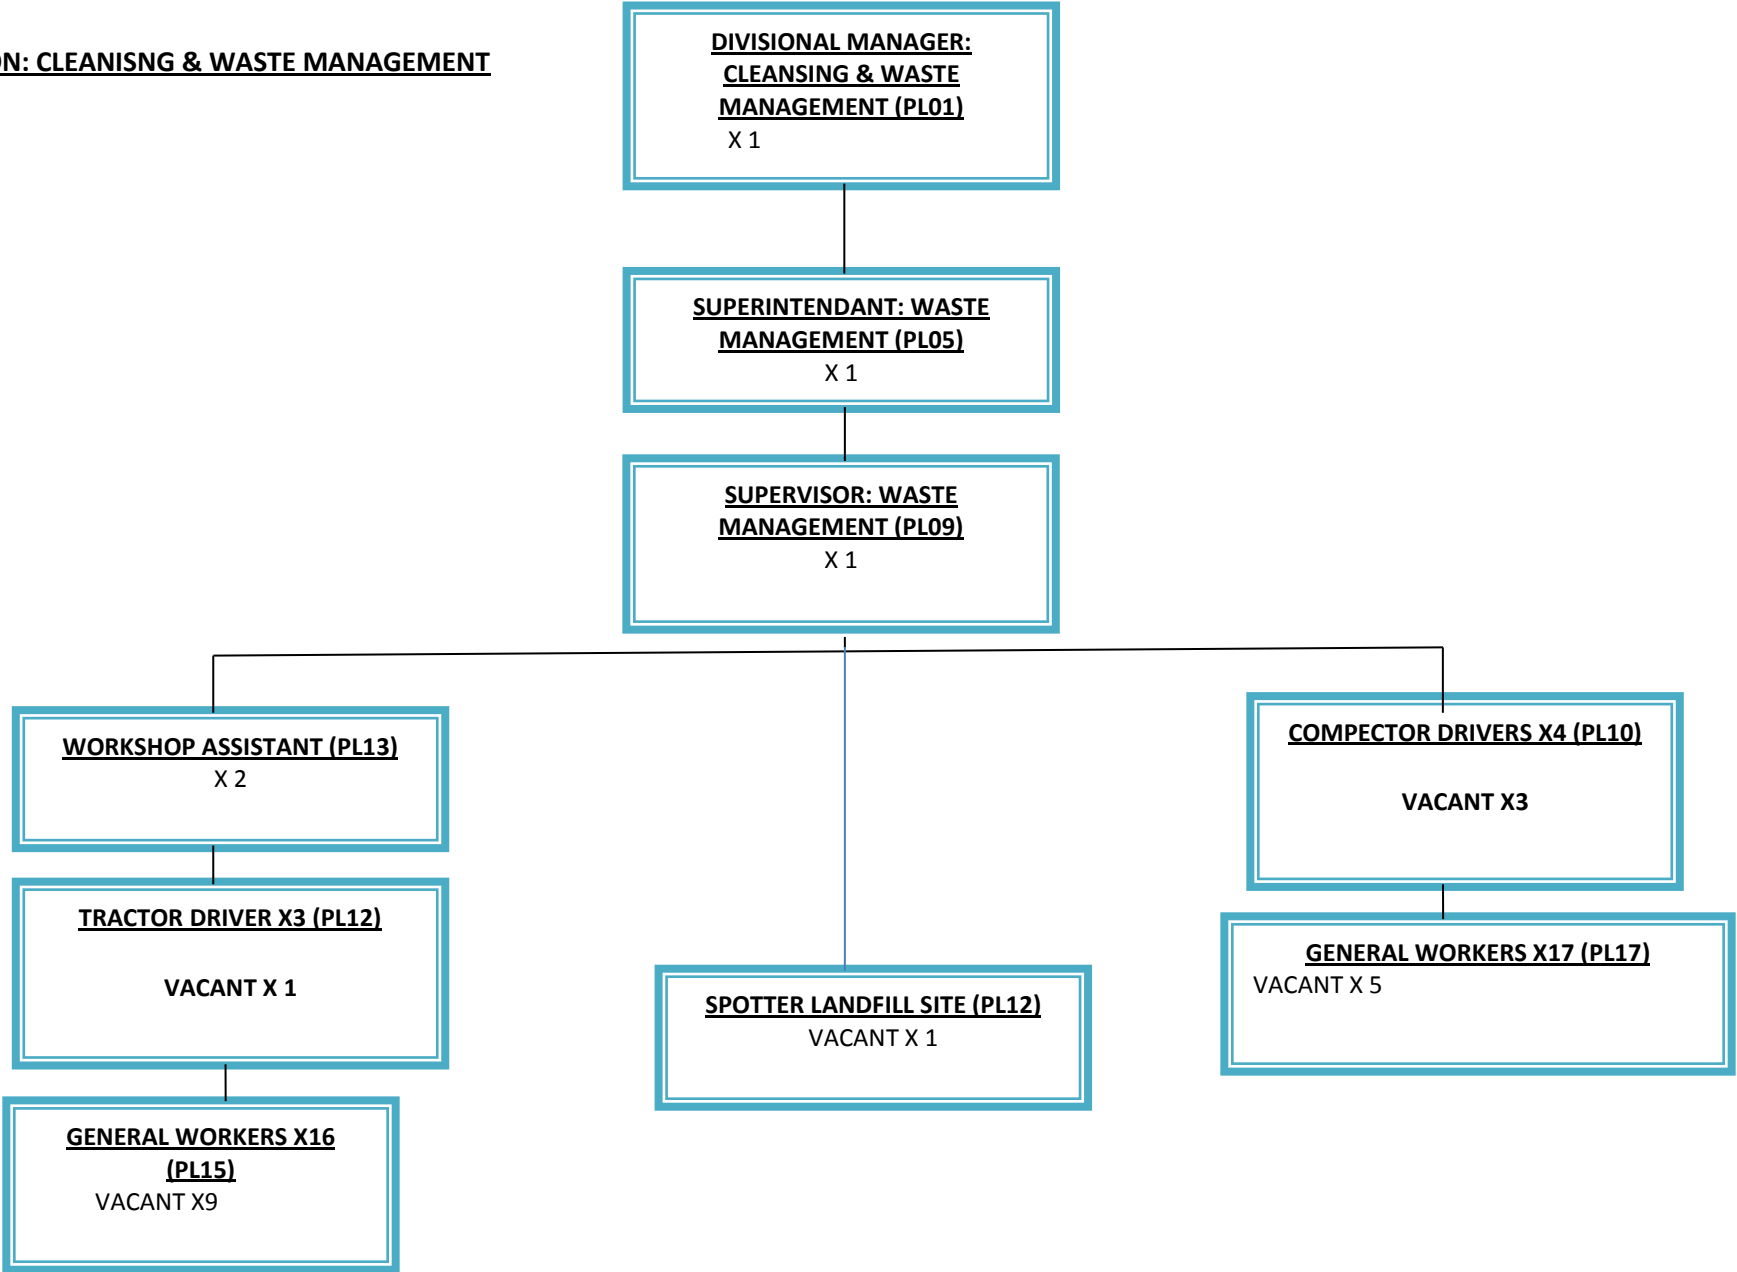 ON: CLEANISNG & WASTE MANAGEMENT
DIVISIONAL MANAGER:
CLEANSING & WASTE
MANAGEMENT (PL01)
X 1
SUPERINTENDANT: WASTE
MANAGEMENT (PL05)
X 1
SUPERVISOR: WASTE
MANAGEMENT (PL09)
X 1
WORKSHOP ASSISTANT (PL13)
X 2
TRACTOR DRIVER X3 (PL12)
VACANT X 1
GENERAL WORKERS X16
(PL15)
VACANT X9
SPOTTER LANDFILL SITE (PL12)
VACANT X 1
COMPECTOR DRIVERS X4 (PL10)
VACANT X3
GENERAL WORKERS X17 (PL17)
VACANT X 5